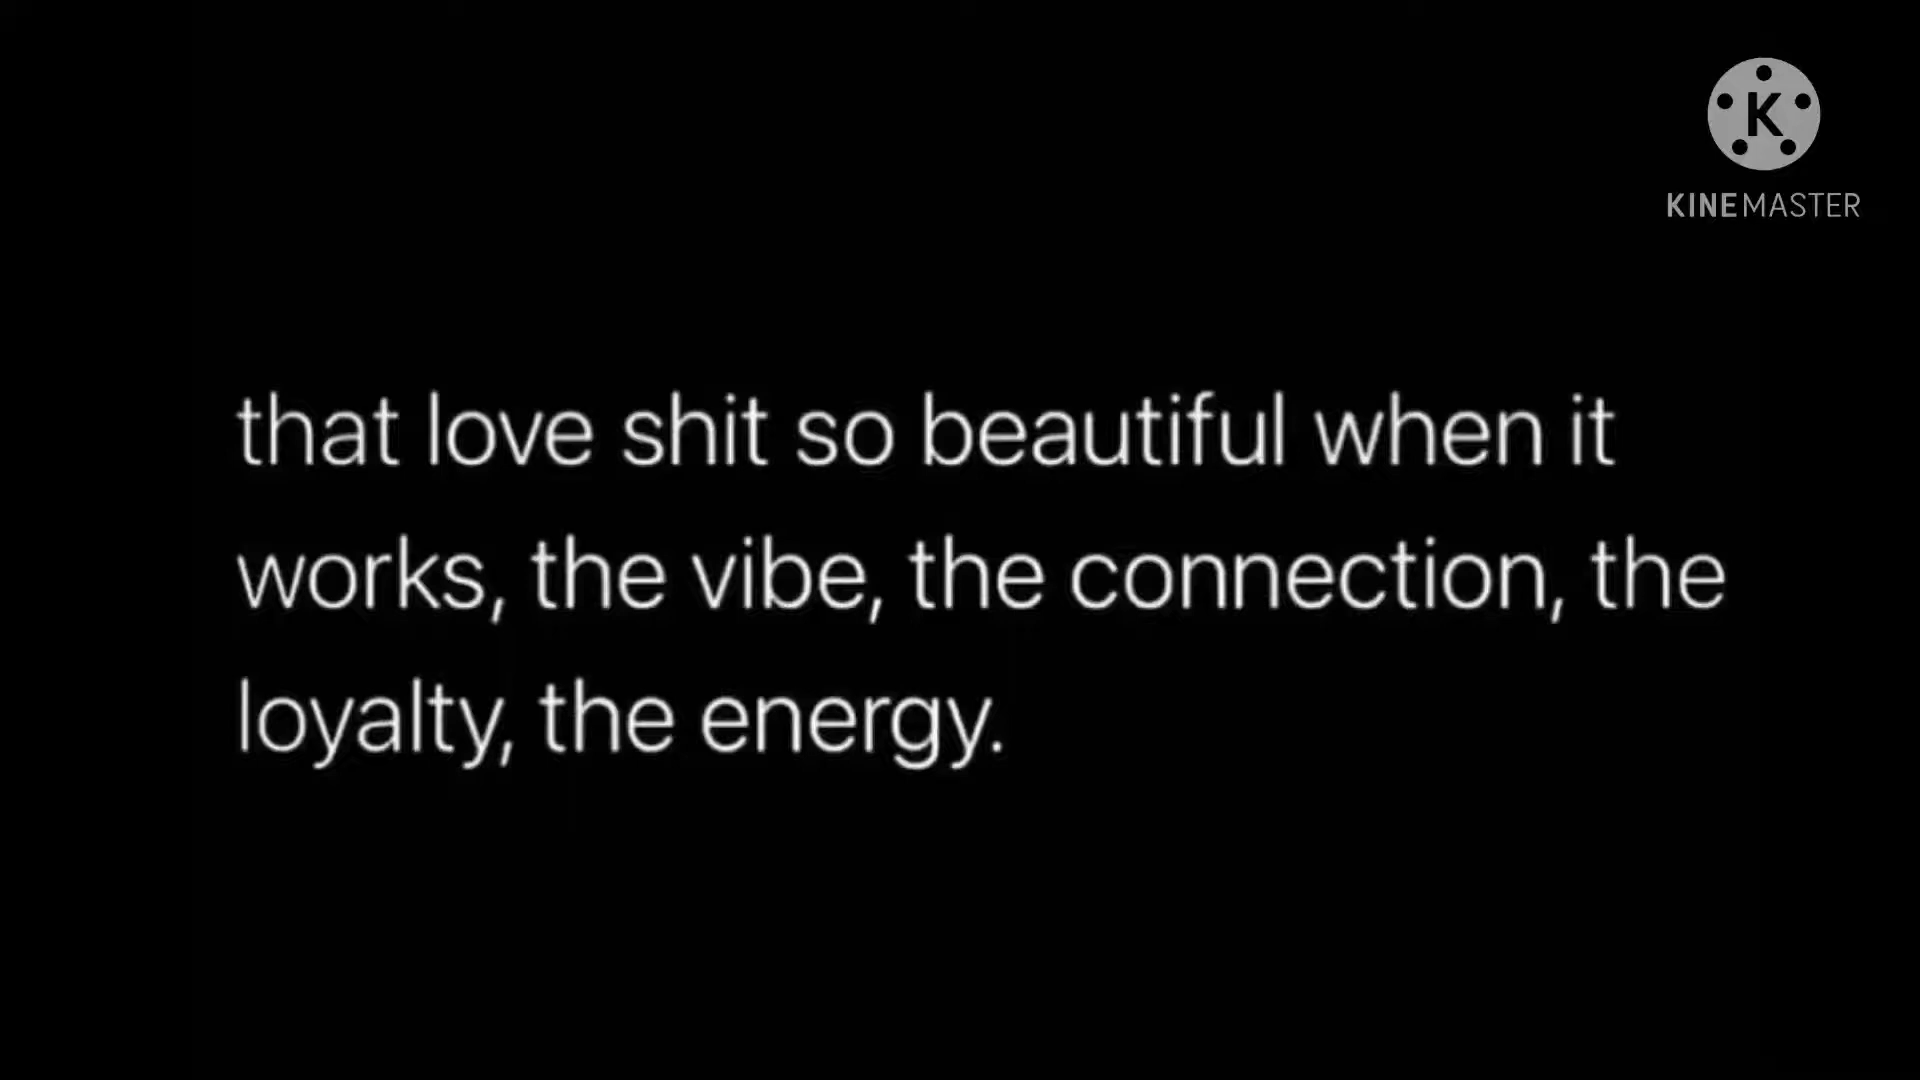 K
KINEMASTER
that love shit so beautiful when it
works, the vibe, the connection, the
loyalty, the energy.